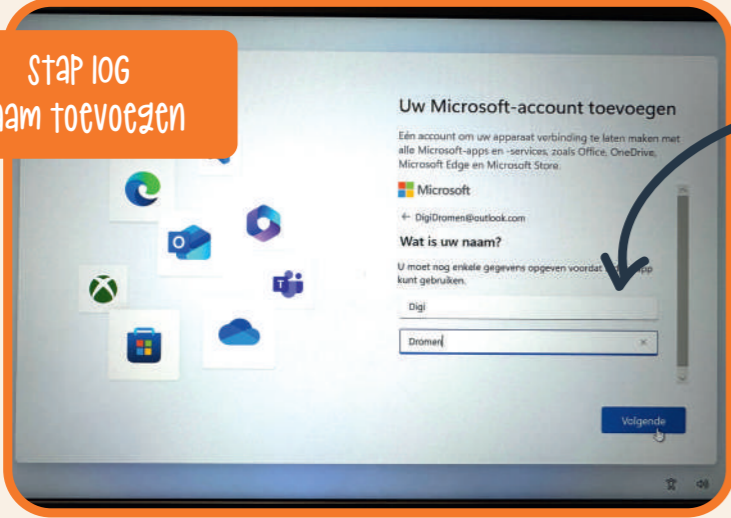 Stap 10G
naam toevoegen
Uw Microsoft-account toevoegen
Eén account om uw apparaat verbinding te laten maken met
alle Microsoft-apps en -services, zoals Office, OneDrive,
Microsoft Edge en Microsoft Store.
Microsoft
← DigiDromen@outlook.com
Wat is uw naam?
U moet nog enkele gegevens opgeven voordat app
kunt gebruiken.
Digi
Dromen
Volgende